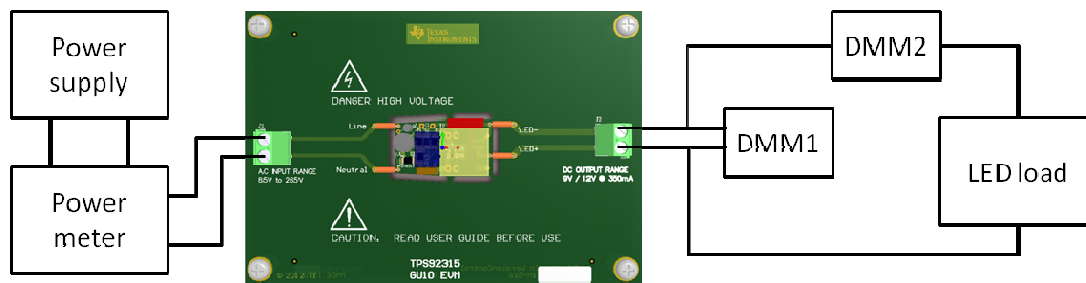 Power
supply
Power
meter
TEXAS
INSTRUMENTS
DANGER HIGH VOLTAGE
Line
Neutral
J1
AC INPUT RANGE
85V to 265V
LED-
LED+
J2
DC OUTPUT RANGE
9V / 12V @ 350mA
CAUTION. READ USER GUIDE BEFORE USE
TPS92315
GU10 EVM
DMM2
DMM1
LED load